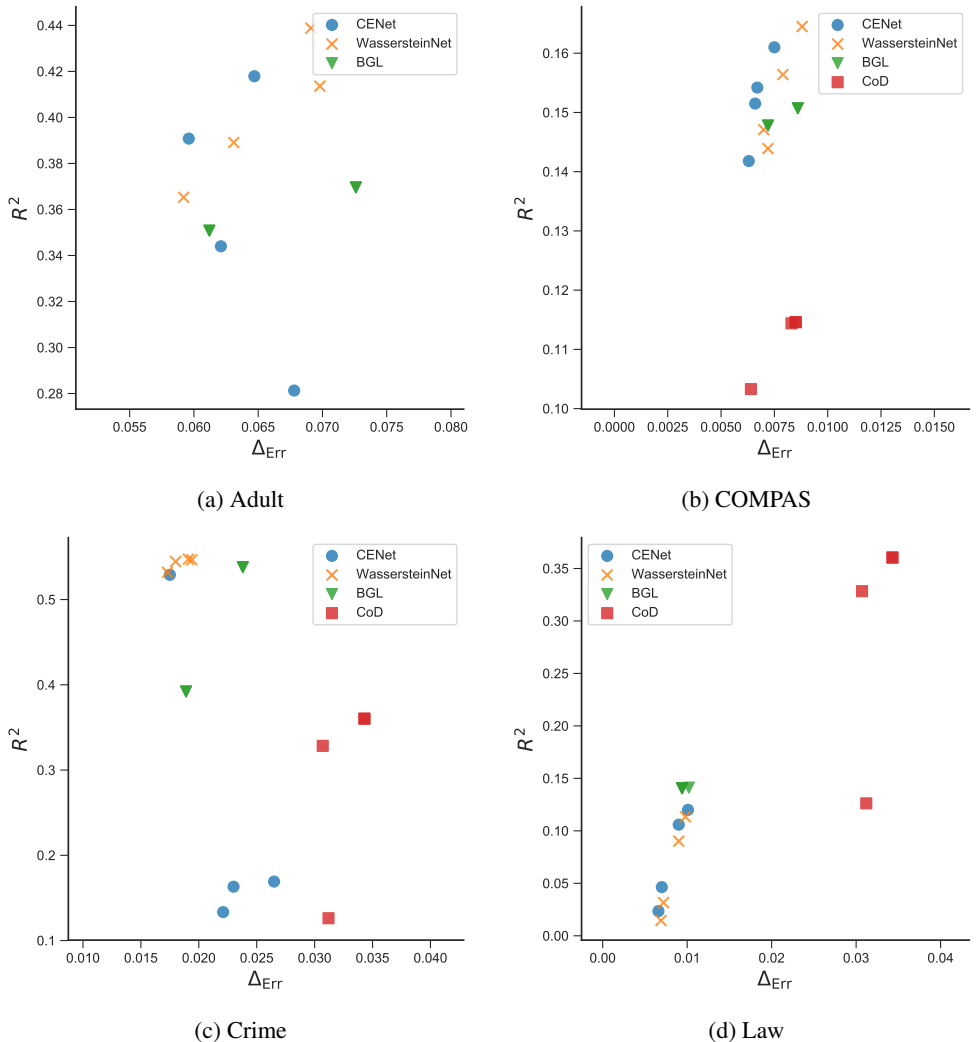 0.44
0.42
0.40
0.38
0.36
0.34
0.32
0.30
0.28
R²
CENet
WassersteinNet
BGL
0.055 0.060 0.065 0.070 0.075 0.080
Δ_Err
(a) Adult
0.16
0.15
0.14
0.13
0.12
0.11
0.10
R²
CENet
WassersteinNet
BGL
CoD
0.0000 0.0025 0.0050 0.0075 0.0100 0.0125 0.0150
Δ_Err
(b) COMPAS
0.5
0.4
0.3
0.2
0.1
R²
CENet
WassersteinNet
BGL
CoD
0.010 0.015 0.020 0.025 0.030 0.035 0.040
Δ_Err
(c) Crime
0.35
0.30
0.25
0.20
0.15
0.10
0.05
0.00
R²
CENet
WassersteinNet
BGL
CoD
0.00 0.01 0.02 0.03 0.04
Δ_Err
(d) Law